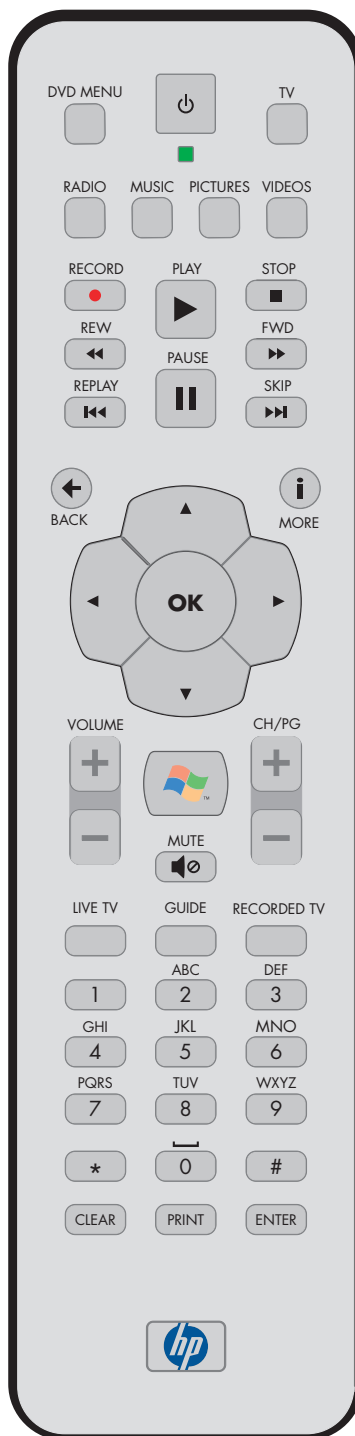 DVD MENU TV
RADIO MUSIC PICTURES VIDEOS
RECORD PLAY STOP
REW FWD
PAUSE
REPLAY SKIP
i
BACK MORE
OK
VOLUME CH/PG
+ +
TM
− −
MUTE
LIVE TV GUIDE RECORDED TV
ABC DEF
1 2 3
GHI JKL MNO
4 5 6
PQRS TUV WXYZ
7 8 9
* 0 #
CLEAR PRINT ENTER
hp